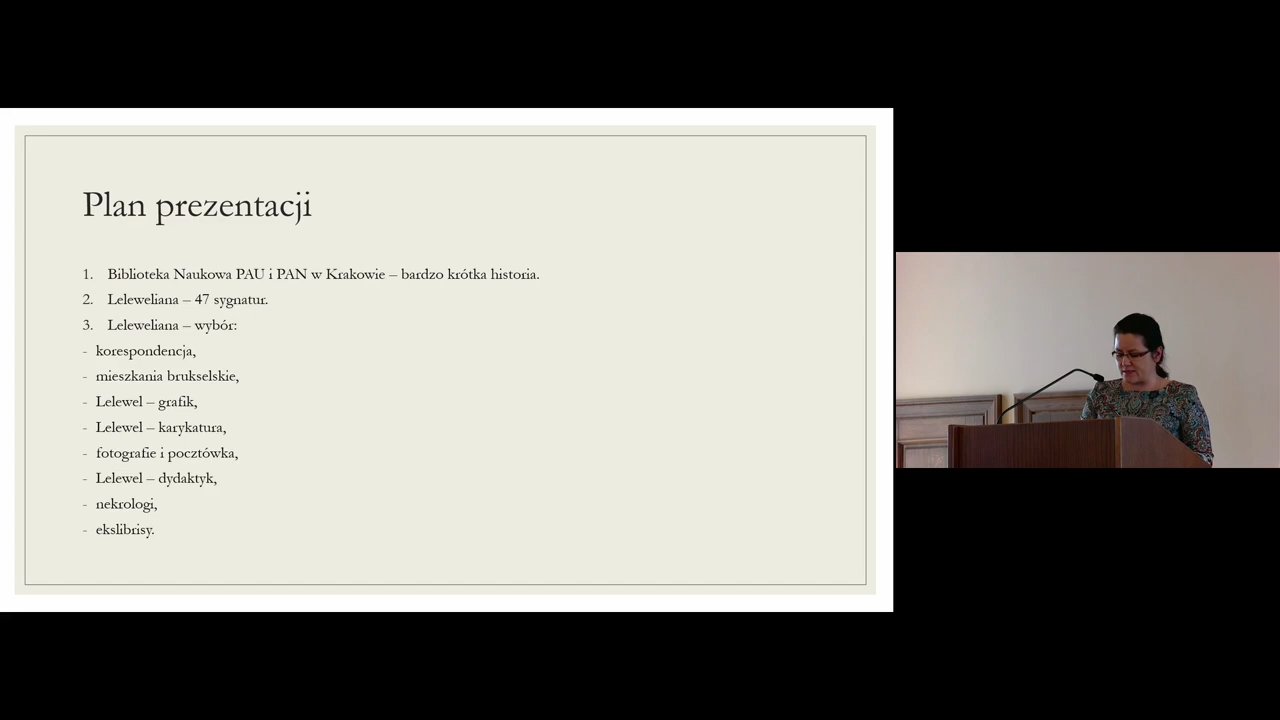 Plan prezentacji
1. Biblioteka Naukowa PAU i PAN w Krakowie – bardzo krótka historia.
2. Leleweliana – 47 sygnatur.
3. Leleweliana – wybór:
- korespondencja,
- mieszkania brukselskie,
- Lelewel – grafik,
- Lelewel – karykatura,
- fotografie i pocztówka,
- Lelewel – dydaktyk,
- nekrologi,
- ekslibrisy.